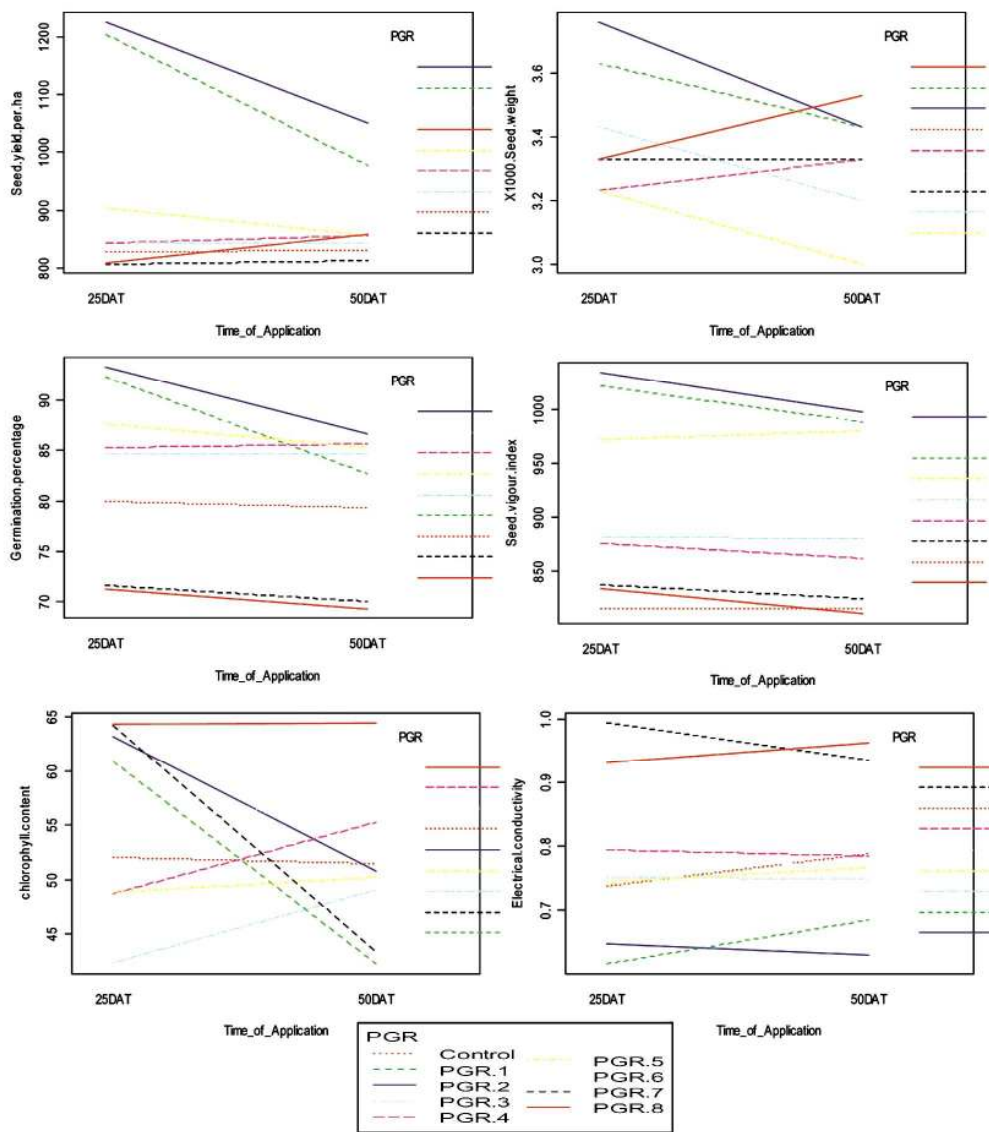 Seed.yield.per.ha
1200
1100
1000
900
800
PGR
25DAT
50DAT
Time_of_Application
X1000.Seed.weight
3.6
3.4
3.2
3.0
PGR
25DAT
50DAT
Time_of_Application
Germination.percentage
90
85
80
75
70
PGR
25DAT
50DAT
Time_of_Application
Seed.vigour.index
1000
950
900
850
PGR
25DAT
50DAT
Time_of_Application
chlorophyll.content
65
60
55
50
45
PGR
25DAT
50DAT
Time_of_Application
Electrical.conductivity
1.0
0.9
0.8
0.7
PGR
25DAT
50DAT
Time_of_Application
PGR
Control
PGR.1
PGR.2
PGR.3
PGR.4
PGR.5
PGR.6
PGR.7
PGR.8